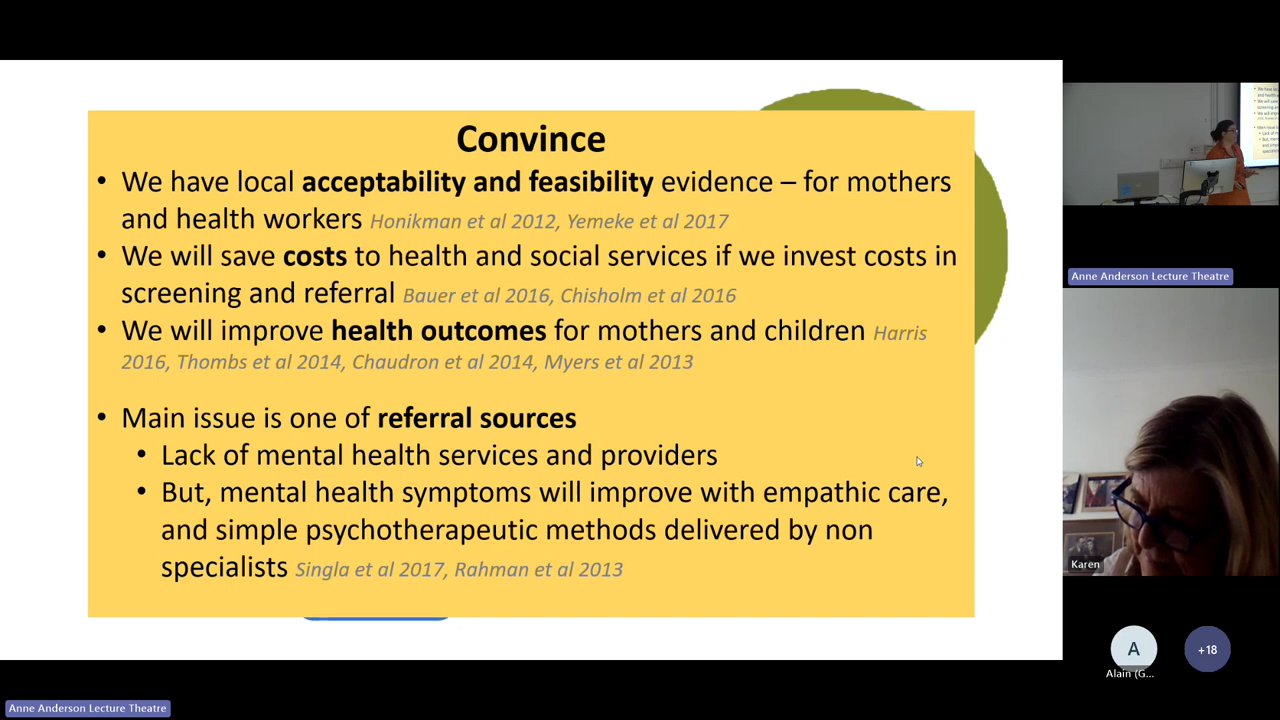 Convince
• We have local acceptability and feasibility evidence – for mothers
and health workers Honikman et al 2012, Yemeke et al 2017
• We will save costs to health and social services if we invest costs in
screening and referral Bauer et al 2016, Chisholm et al 2016
• We will improve health outcomes for mothers and children Harris
2016, Thombs et al 2014, Chaudron et al 2014, Myers et al 2013
• Main issue is one of referral sources
• Lack of mental health services and providers
• But, mental health symptoms will improve with empathic care,
and simple psychotherapeutic methods delivered by non
specialists Singla et al 2017, Rahman et al 2013
Anne Anderson Lecture Theatre
Karen
A
Alain (G...
+18
Anne Anderson Lecture Theatre